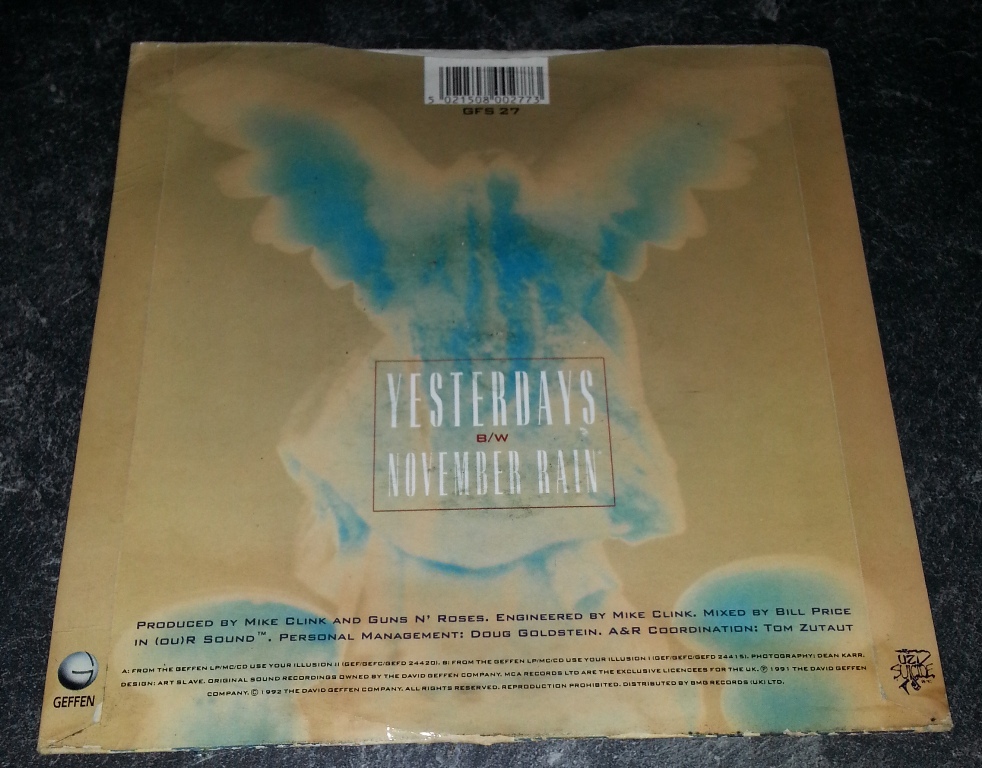 5 021508 002773
GFS 27
YESTERDAYS
B/W
NOVEMBER RAIN
PRODUCED BY MIKE CLINK AND GUNS N' ROSES. ENGINEERED BY MIKE CLINK. MIXED BY BILL PRICE
IN (OU)R SOUND™. PERSONAL MANAGEMENT: DOUG GOLDSTEIN. A&R COORDINATION: TOM ZUTAUT
A: FROM THE GEFFEN LP/MC/CD USE YOUR ILLUSION II (GEF/GEFC/GEFD 24420). B: FROM THE GEFFEN LP/MC/CD USE YOUR ILLUSION I (GEF/GEFC/GEFD 24415). PHOTOGRAPHY: DEAN KARR.
DESIGN: ART SLAVE. ORIGINAL SOUND RECORDINGS OWNED BY THE DAVID GEFFEN COMPANY. MCA RECORDS LTD ARE THE EXCLUSIVE LICENCEES FOR THE UK. ℗ 1991 THE DAVID GEFFEN
COMPANY. © 1992 THE DAVID GEFFEN COMPANY. ALL RIGHTS RESERVED. REPRODUCTION PROHIBITED. DISTRIBUTED BY BMG RECORDS (UK) LTD.
GEFFEN
UZI
SUICIDE